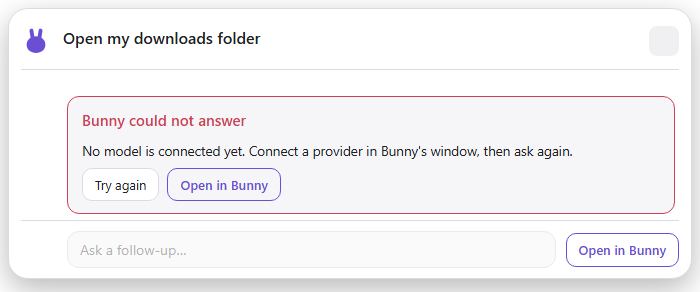 Open my downloads folder
Bunny could not answer
No model is connected yet. Connect a provider in Bunny's window, then ask again.
Try again
Open in Bunny
Ask a follow-up...
Open in Bunny